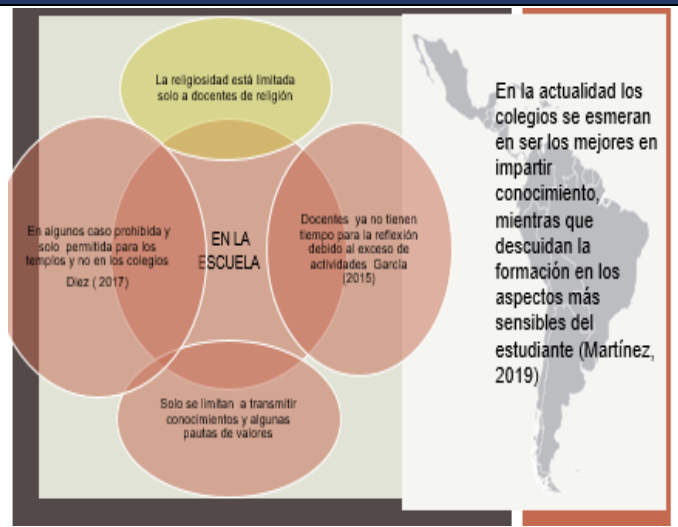 La religiosidad está limitada
solo a docentes de religión
En algunos caso prohibida y
solo permitida para los
templos y no en los colegios
Diez ( 2017)
EN LA
ESCUELA
Docentes ya no tienen
tiempo para la reflexión
debido al exceso de
actividades García
(2015)
Solo se limitan a transmitir
conocimientos y algunas
pautas de valores
En la actualidad los
colegios se esmeran
en ser los mejores en
impartir
conocimiento,
mientras que
descuidan la
formación en los
aspectos más
sensibles del
estudiante (Martínez,
2019)